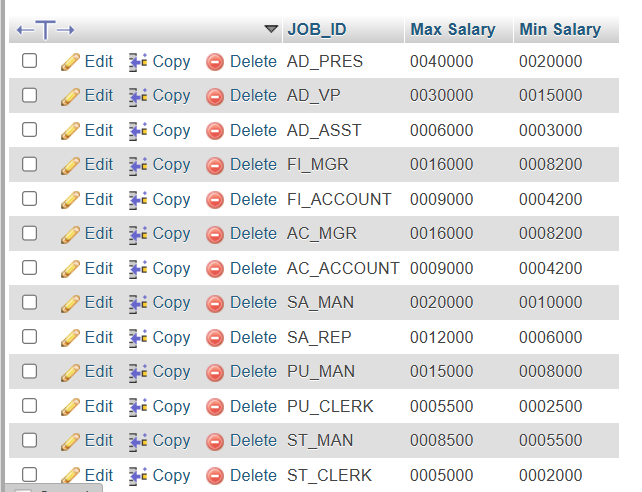 JOB_ID Max Salary Min Salary
Edit Copy Delete AD_PRES 0040000 0020000
Edit Copy Delete AD_VP 0030000 0015000
Edit Copy Delete AD_ASST 0006000 0003000
Edit Copy Delete FI_MGR 0016000 0008200
Edit Copy Delete FI_ACCOUNT 0009000 0004200
Edit Copy Delete AC_MGR 0016000 0008200
Edit Copy Delete AC_ACCOUNT 0009000 0004200
Edit Copy Delete SA_MAN 0020000 0010000
Edit Copy Delete SA_REP 0012000 0006000
Edit Copy Delete PU_MAN 0015000 0008000
Edit Copy Delete PU_CLERK 0005500 0002500
Edit Copy Delete ST_MAN 0008500 0005500
Edit Copy Delete ST_CLERK 0005000 0002000